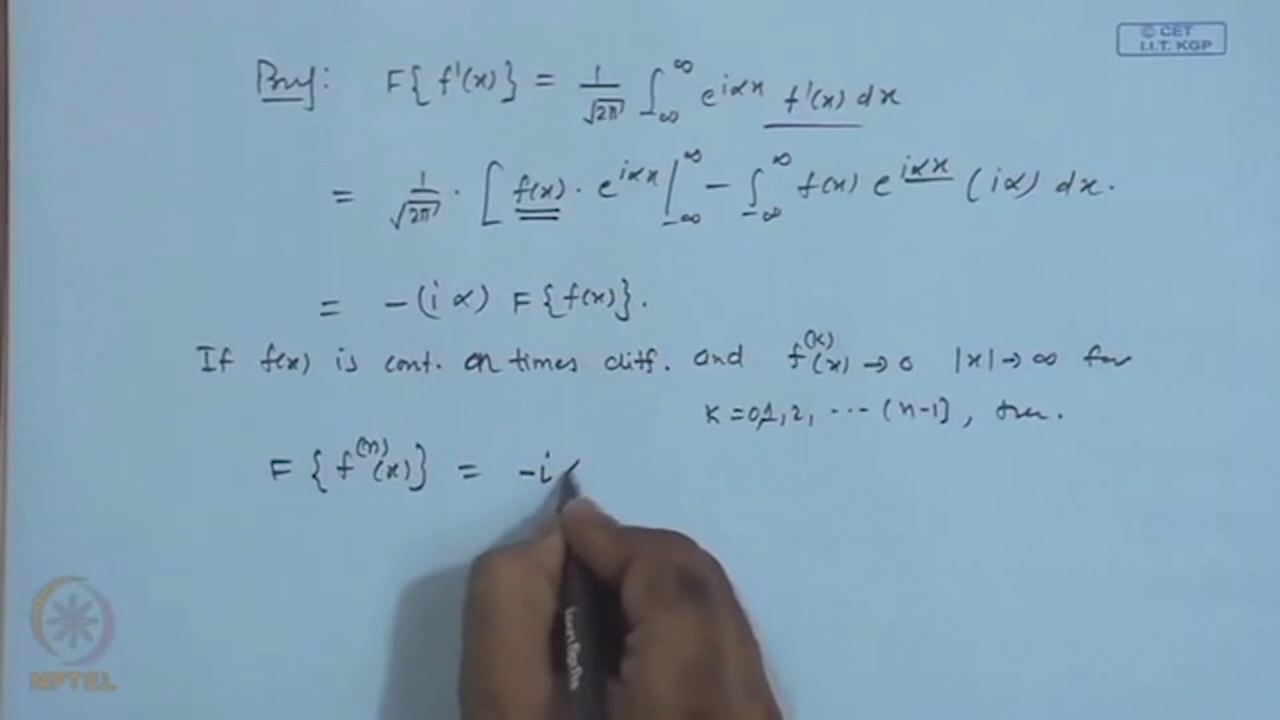 © CET
I.I.T. KGP
Proof: F{f'(x)} = 1/√2π ∫_{-∞}^{∞} e^{iαx} f'(x) dx
= 1/√2π · [f(x) · e^{iαx} |_{-∞}^{∞} - ∫_{-∞}^{∞} f(x) e^{iαx} (iα) dx.
= -(iα) F{f(x)}.
If f(x) is cont. n times diff. and f^{(k)}(x) → 0 |x| → ∞ for
k = 0,1,2, ... (n-1), then.
F{f^{(n)}(x)} = -i
NPTEL